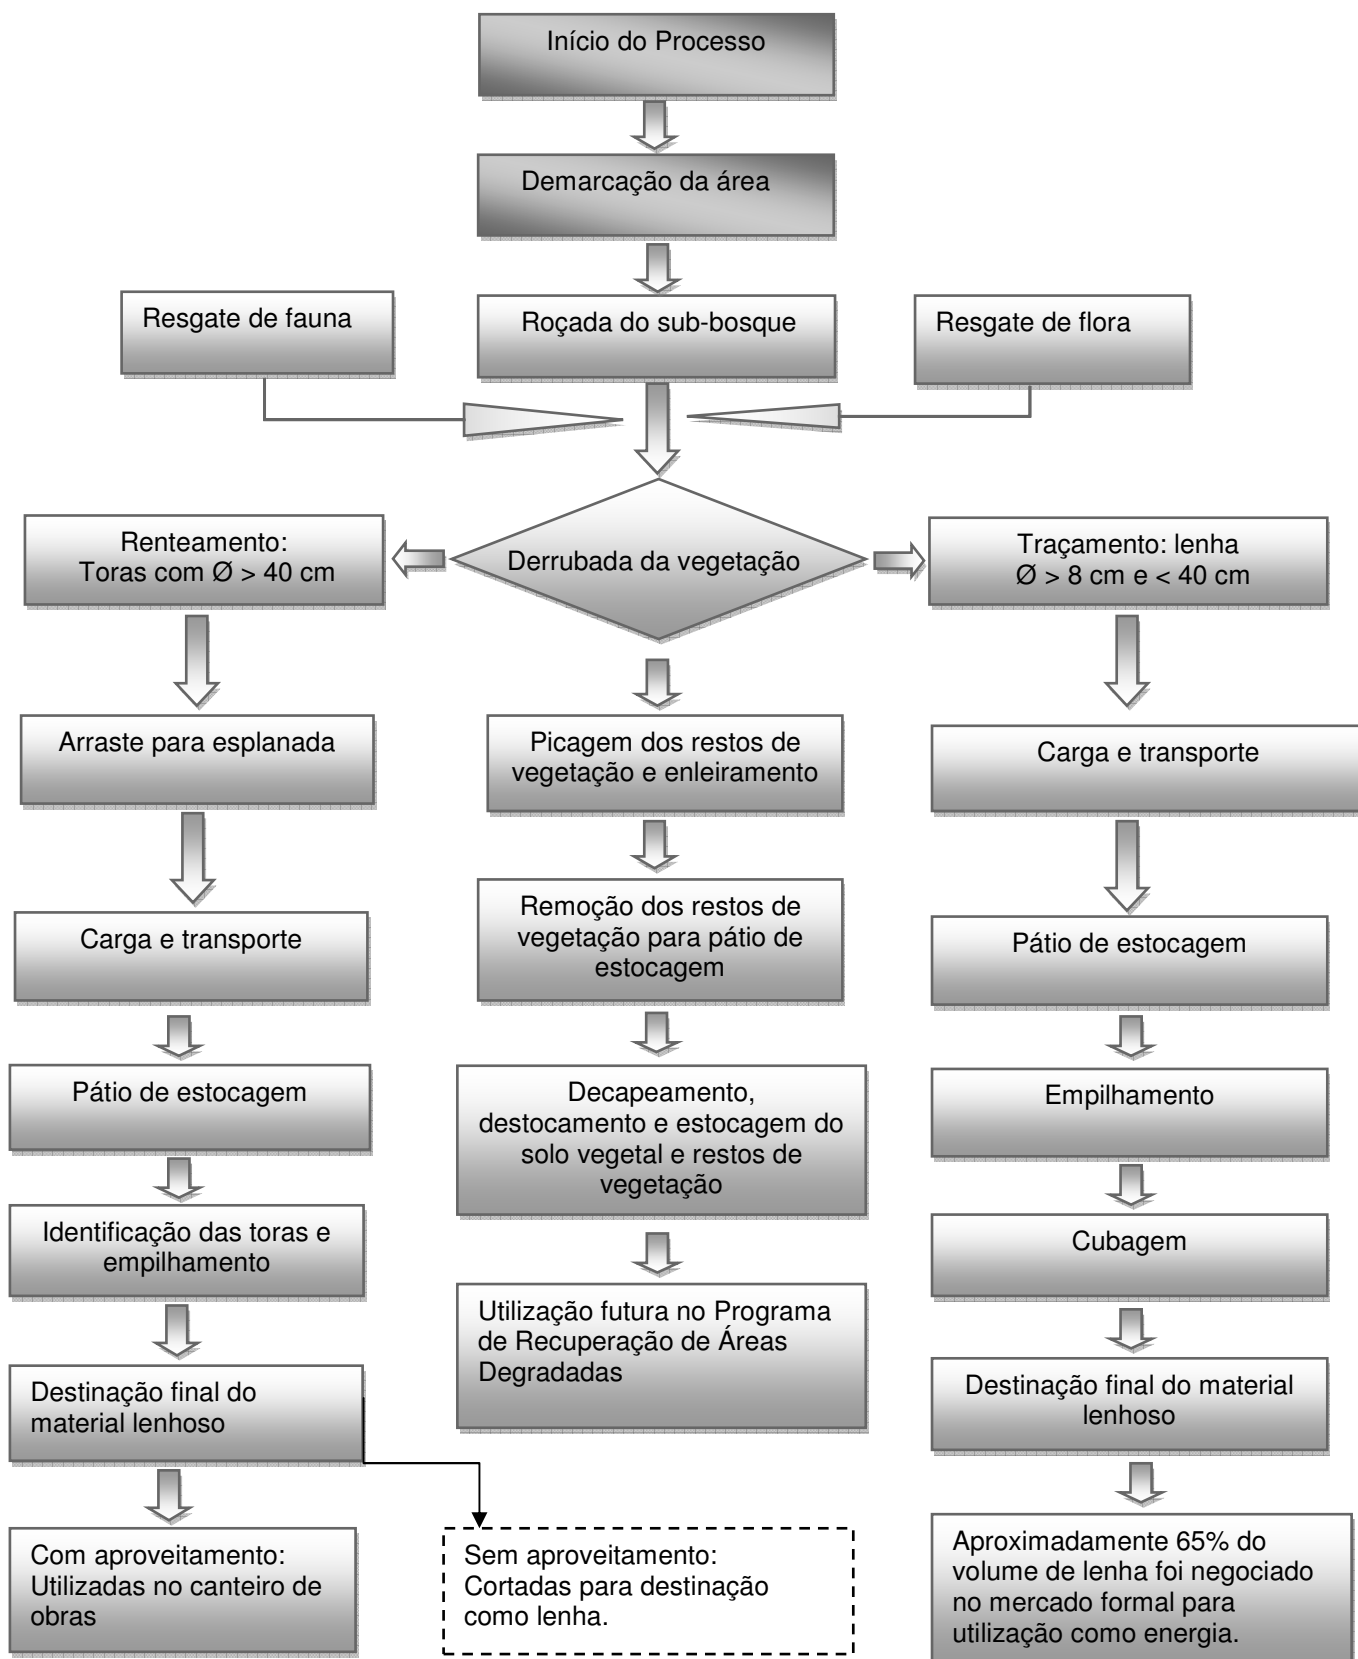 Início do Processo
Demarcação da área
Resgate de fauna
Roçada do sub-bosque
Resgate de flora
Renteamento:
Toras com Ø > 40 cm
Derrubada da vegetação
Traçamento: lenha
Ø > 8 cm e < 40 cm
Arraste para esplanada
Picagem dos restos de
vegetação e enleiramento
Carga e transporte
Carga e transporte
Remoção dos restos de
vegetação para pátio de
estocagem
Pátio de estocagem
Pátio de estocagem
Decapeamento,
destocamento e estocagem do
solo vegetal e restos de
vegetação
Empilhamento
Identificação das toras e
empilhamento
Cubagem
Utilização futura no Programa
de Recuperação de Áreas
Degradadas
Destinação final do
material lenhoso
Destinação final do material
lenhoso
Com aproveitamento:
Utilizadas no canteiro de
obras
Sem aproveitamento:
Cortadas para destinação
como lenha.
Aproximadamente 65% do
volume de lenha foi negociado
no mercado formal para
utilização como energia.